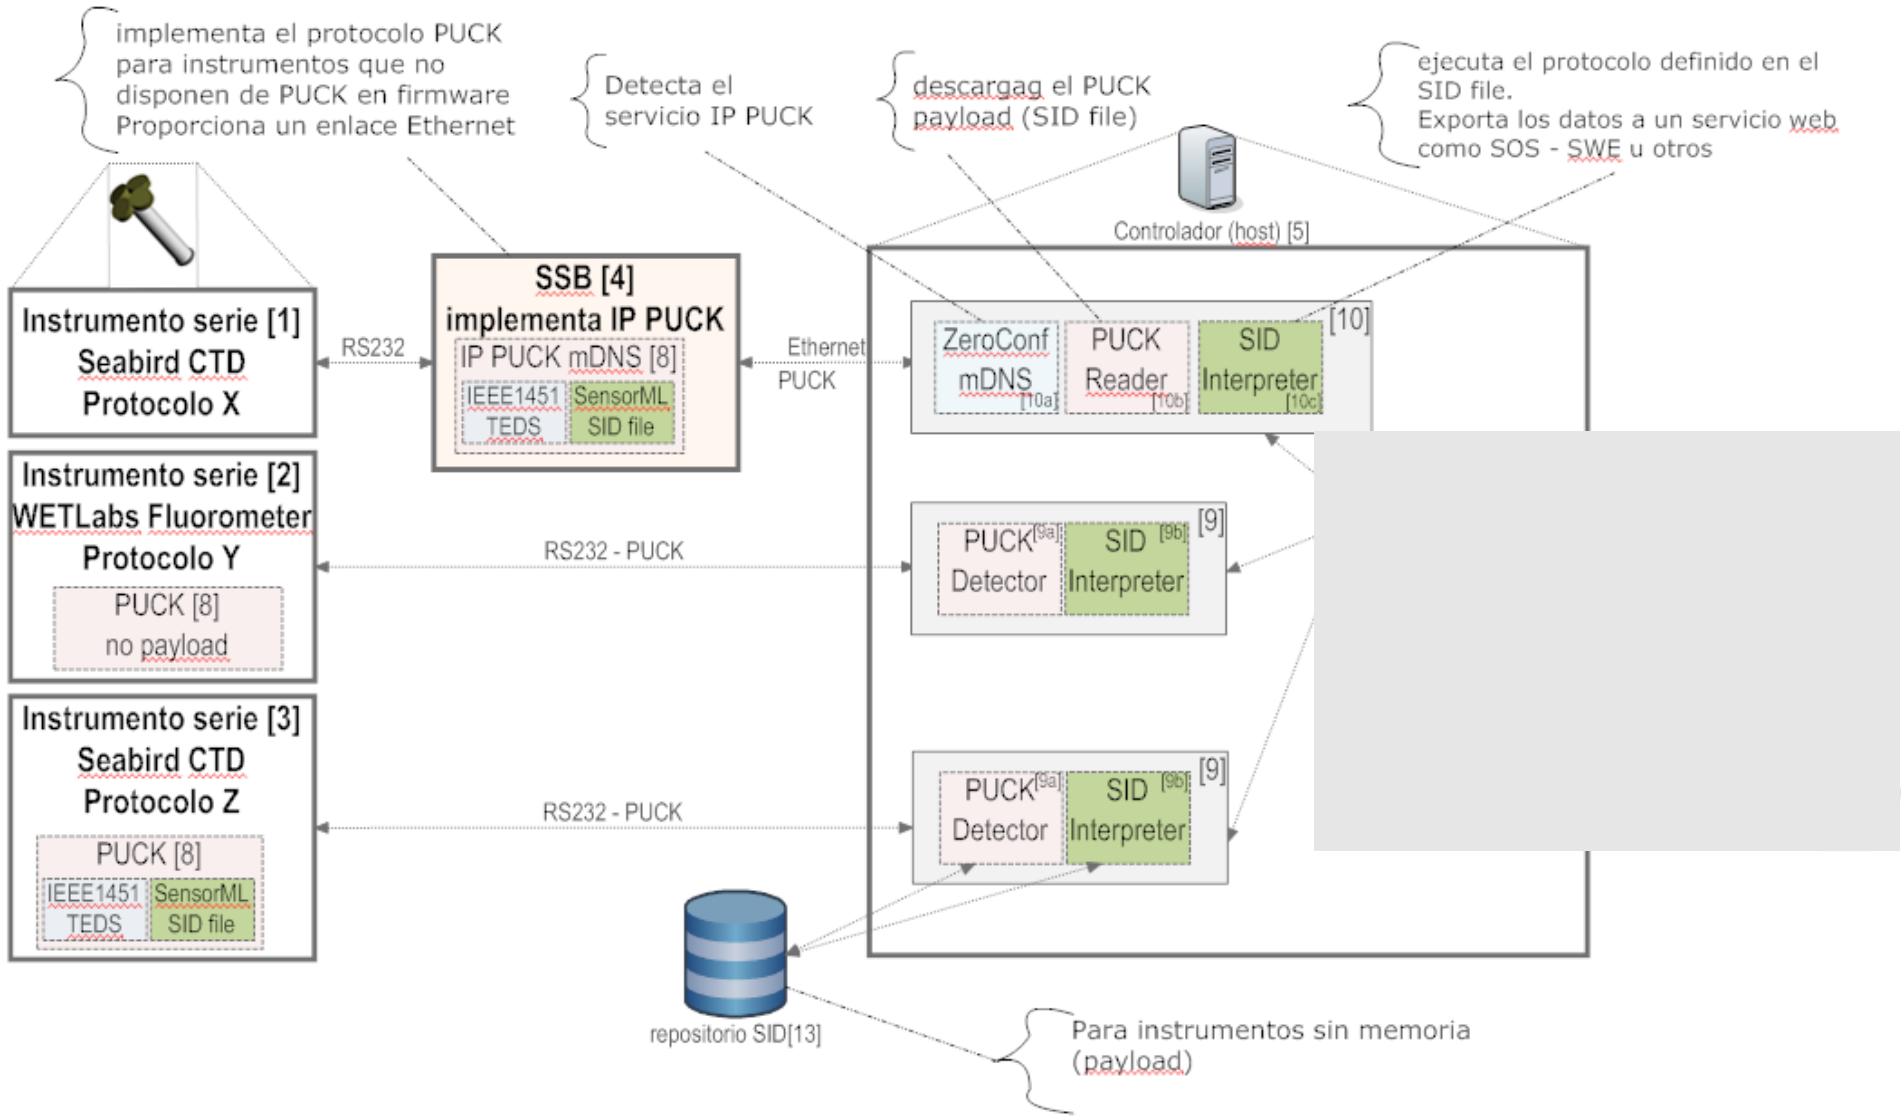 implementa el protocolo PUCK
para instrumentos que no
disponen de PUCK en firmware
Proporciona un enlace Ethernet
Detecta el
servicio IP PUCK
descargag el PUCK
payload (SID file)
ejecuta el protocolo definido en el
SID file.
Exporta los datos a un servicio web
como SOS - SWE u otros
Controlador (host) [5]
Instrumento serie [1]
Seabird CTD
Protocolo X
RS232
SSB [4]
implementa IP PUCK
IP PUCK mDNS [8]
IEEE1451
TEDS
SensorML
SID file
Ethernet
PUCK
[10]
ZeroConf
mDNS
[10a]
PUCK
Reader
[10b]
SID
Interpreter
[10c]
Instrumento serie [2]
WETLabs Fluorometer
Protocolo Y
PUCK [8]
no payload
RS232 - PUCK
[9]
PUCK [9a]
Detector
SID [9b]
Interpreter
Instrumento serie [3]
Seabird CTD
Protocolo Z
PUCK [8]
IEEE1451
TEDS
SensorML
SID file
RS232 - PUCK
[9]
PUCK [9a]
Detector
SID [9b]
Interpreter
repositorio SID[13]
Para instrumentos sin memoria
(payload)